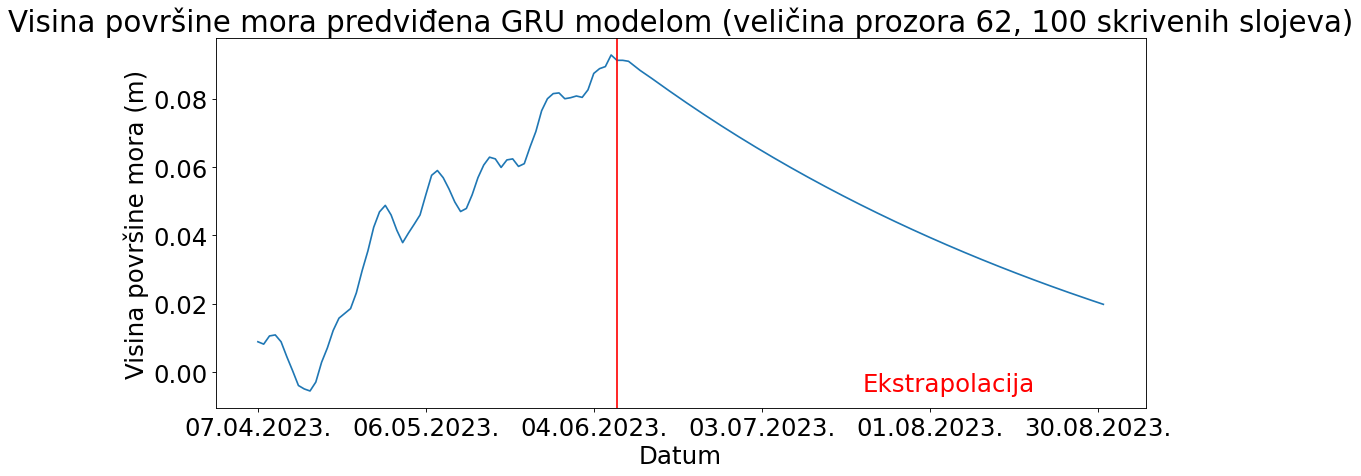 Visina površine mora predviđena GRU modelom (veličina prozora 62, 100 skrivenih slojeva)
Visina površine mora (m)
0.08
0.06
0.04
0.02
0.00
Ekstrapolacija
07.04.2023. 06.05.2023. 04.06.2023. 03.07.2023. 01.08.2023. 30.08.2023.
Datum